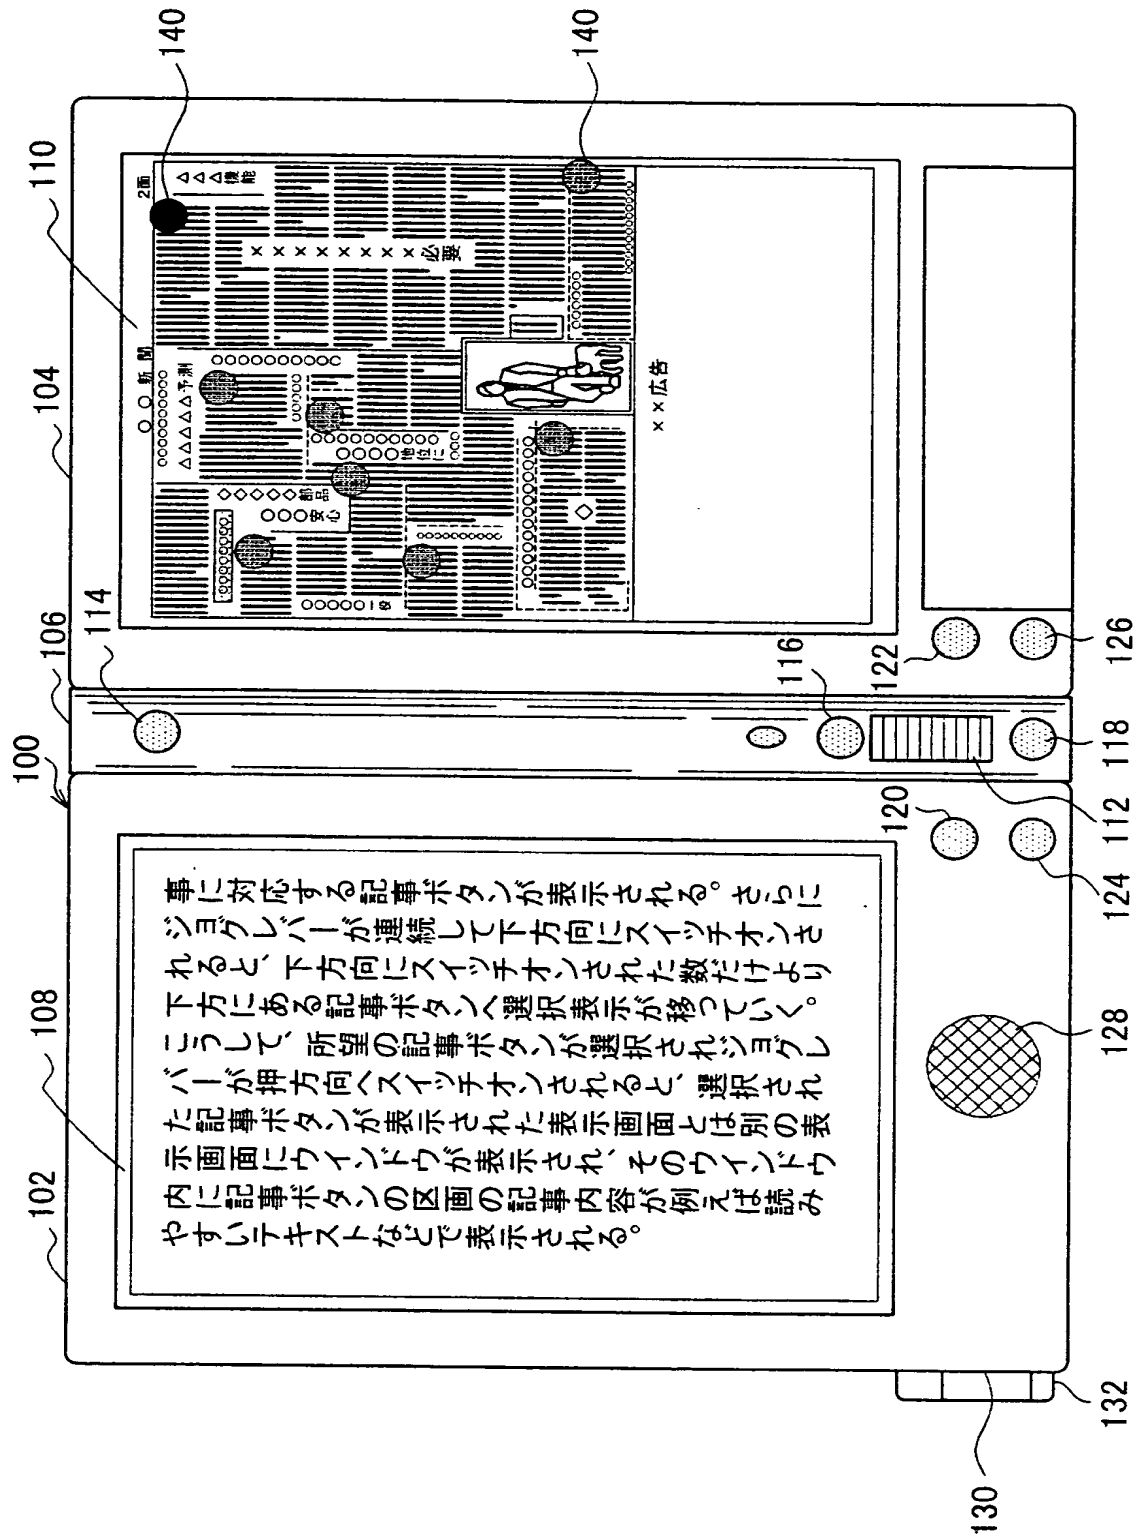 100
102
108
104
106
110
114
140
140
事に対応する記事ボタンが表示される。さらに
ジョグレバーが連続して下方向にスイッチオンさ
れると、下方向にスイッチオンされた数だけより
下方にある記事ボタンへ選択表示が移っていく。
こうして、所望の記事ボタンが選択されジョグレ
バーが押方向へスイッチオンされると、選択され
た記事ボタンが表示された表示画面とは別の表
示画面にウインドウが表示され、そのウインドウ
内に記事ボタンの区画の記事内容が例えば読み
やすいテキストなどで表示される。
○○新聞
2面
△△△機能
××××××××必要
△△△△△予測
○○○○他位に
◇◇◇◇◇部品
○○○安心
○○○○○一役
××広告
116
122
126
118
112
120
124
128
132
130